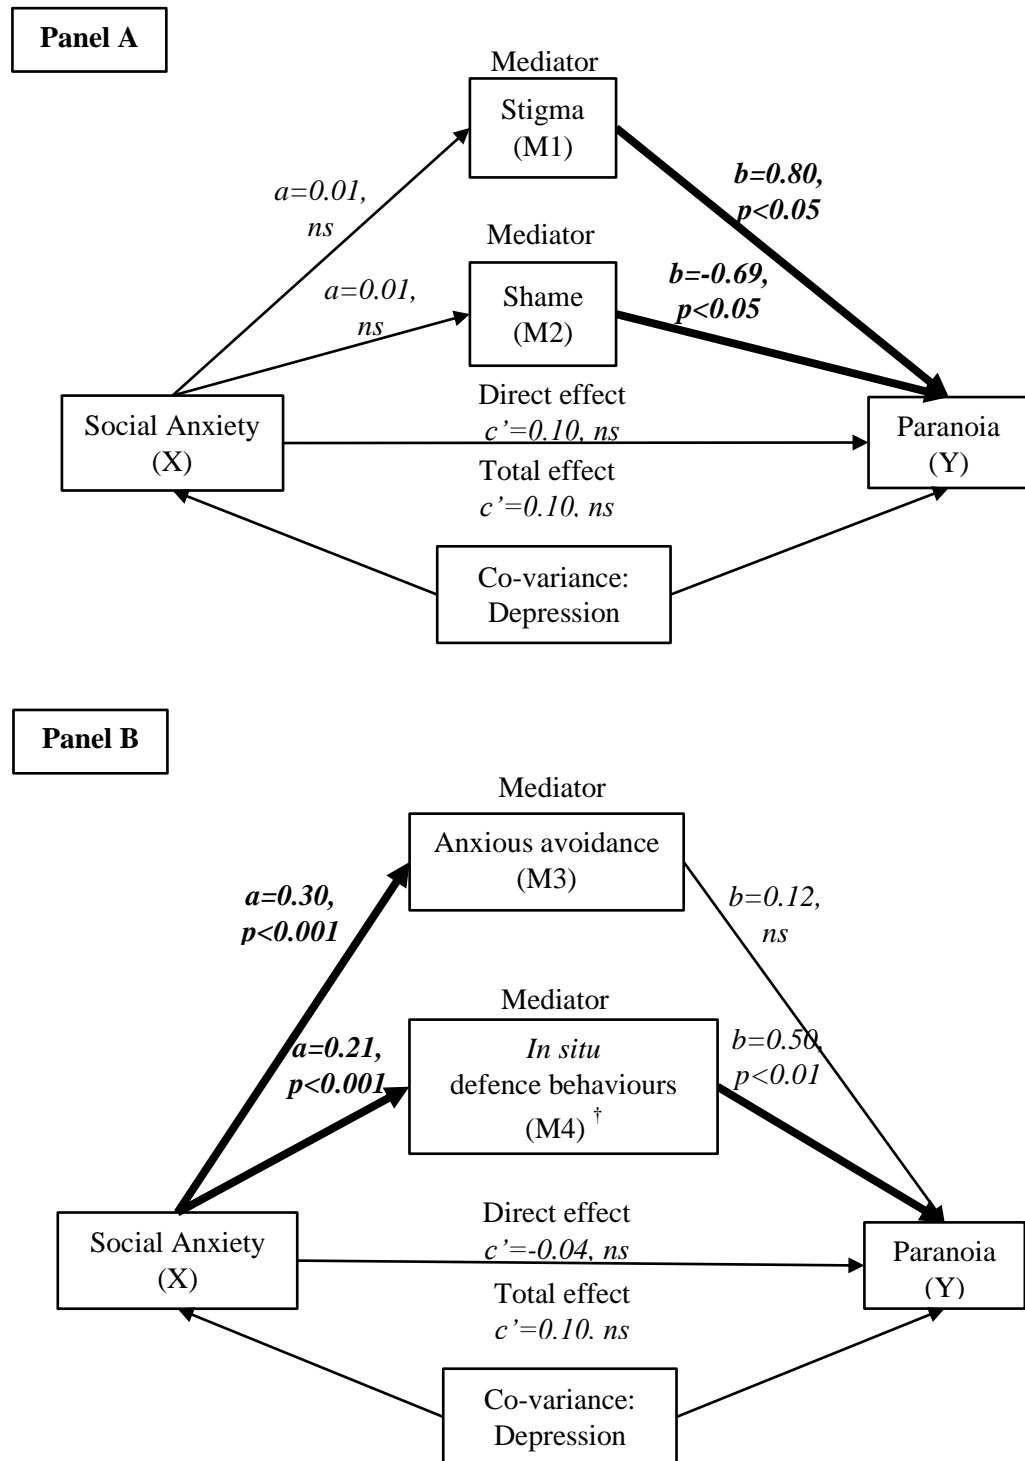 Panel A
Mediator
Stigma
(M1)
a=0.01,
ns
b=0.80,
p<0.05
Mediator
Shame
(M2)
a=0.01,
ns
b=-0.69,
p<0.05
Social Anxiety
(X)
Direct effect
c’=0.10, ns
Total effect
c’=0.10, ns
Paranoia
(Y)
Co-variance:
Depression
Panel B
Mediator
Anxious avoidance
(M3)
a=0.30,
p<0.001
b=0.12,
ns
Mediator
In situ
defence behaviours
(M4) †
a=0.21,
p<0.001
b=0.50,
p<0.01
Social Anxiety
(X)
Direct effect
c’=-0.04, ns
Total effect
c’=0.10, ns
Paranoia
(Y)
Co-variance:
Depression